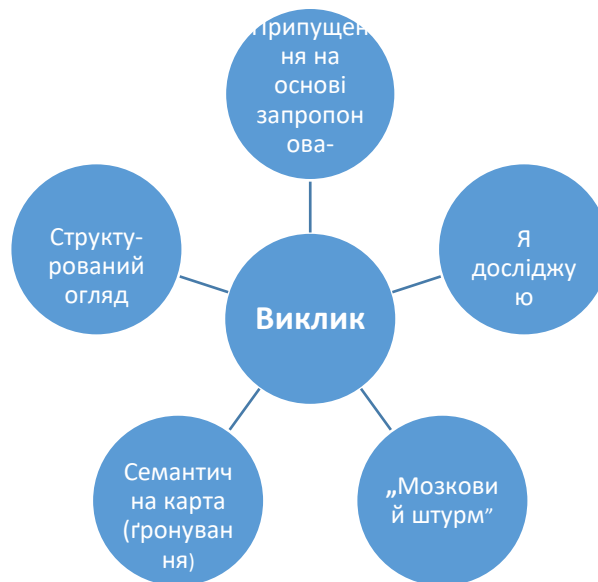 Припущен
ня на
основі
запропон
ова-
Структу-
рований
огляд
Я
досліджу
ю
Виклик
Семантич
на карта
(ґронуван
ня)
„Мозкови
й штурм”